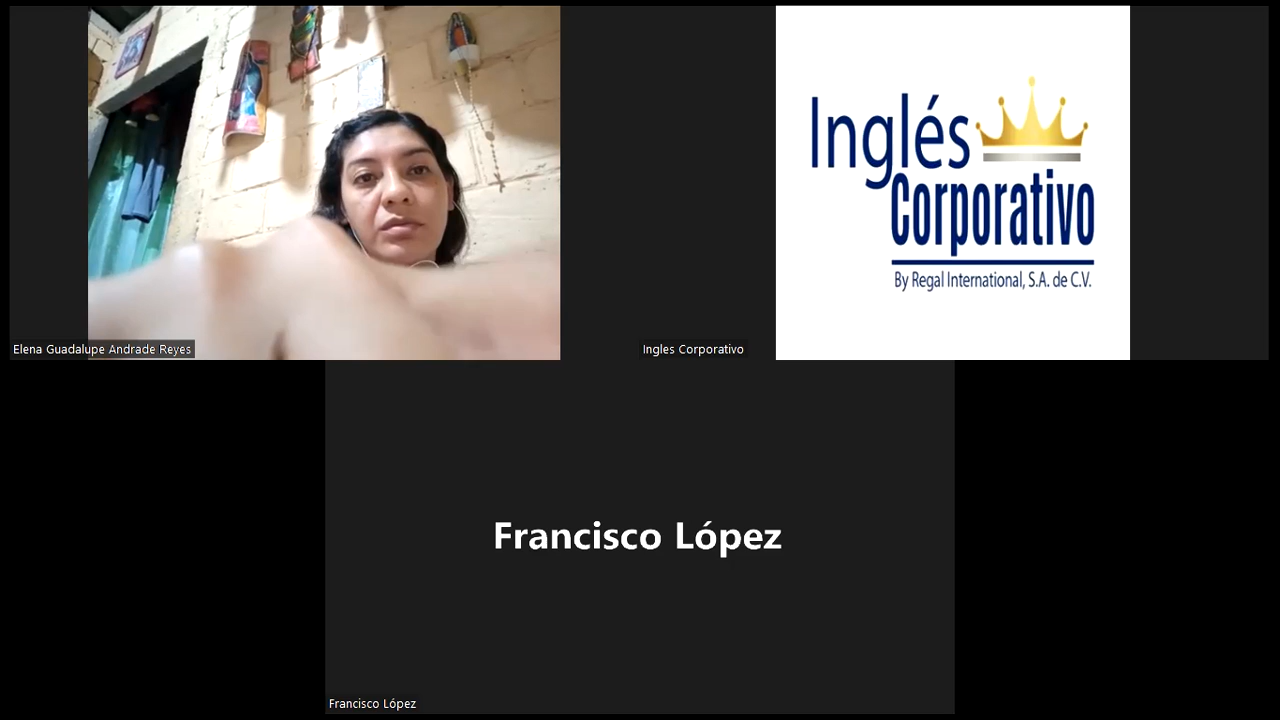 Elena Guadalupe Andrade Reyes
Inglés
Corporativo
By Regal International, S.A. de C.V.
Ingles Corporativo
Francisco López
Francisco López